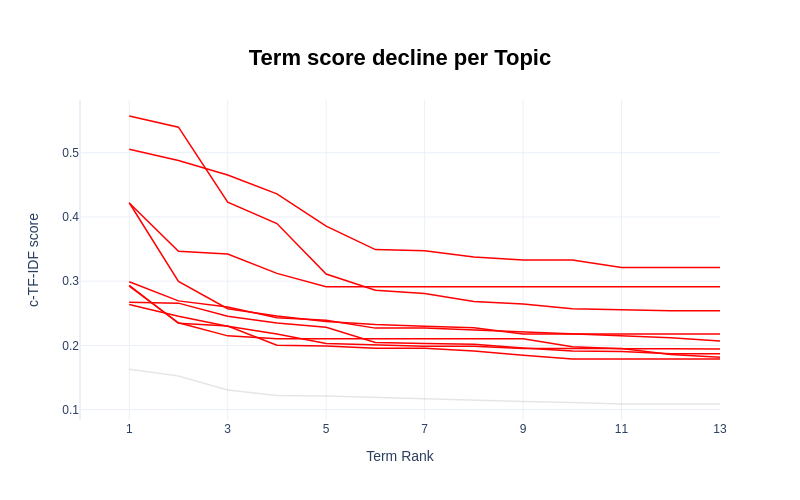 Term score decline per Topic
c-TF-IDF score
0.5
0.4
0.3
0.2
0.1
1 3 5 7 9 11 13
Term Rank